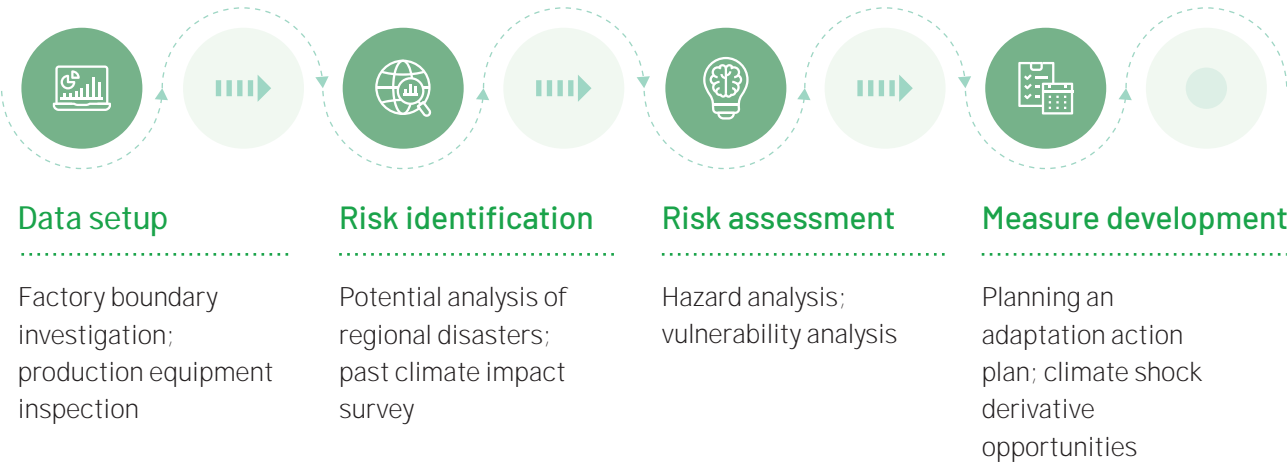 Data setup
Factory boundary
investigation;
production equipment
inspection
Risk identification
Potential analysis of
regional disasters;
past climate impact
survey
Risk assessment
Hazard analysis;
vulnerability analysis
Measure development
Planning an
adaptation action
plan; climate shock
derivative
opportunities